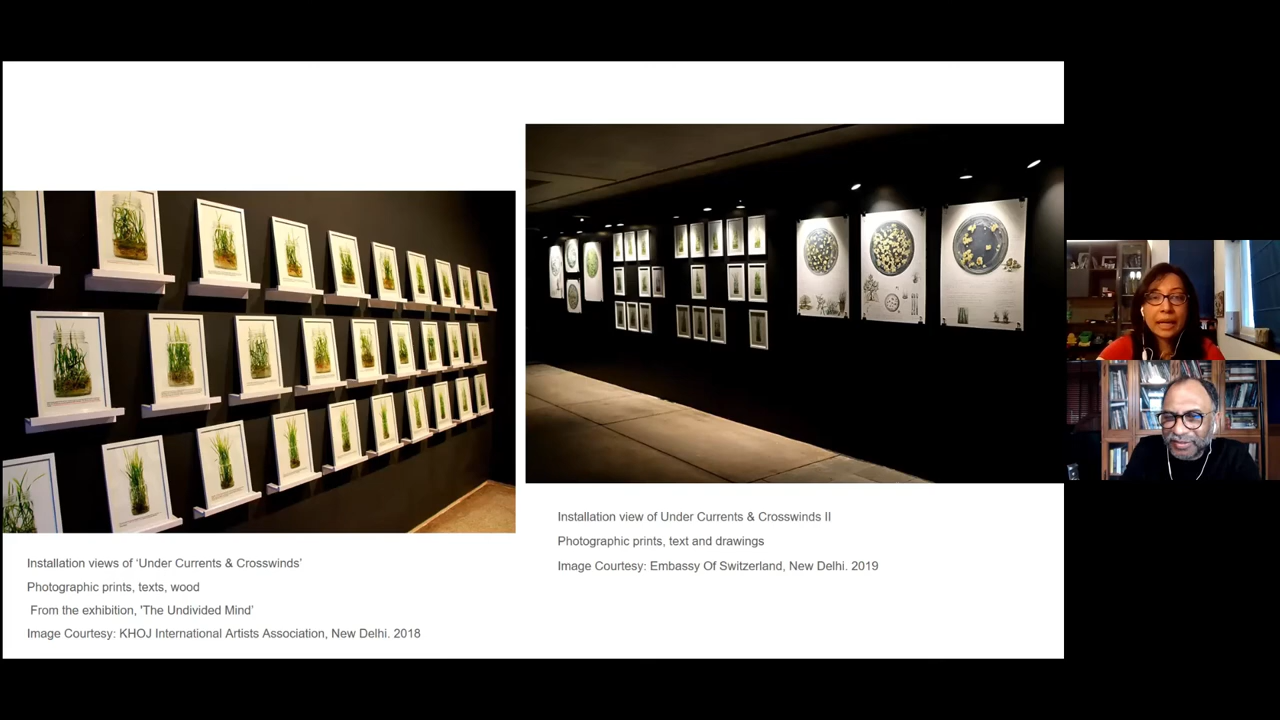 Installation views of ‘Under Currents & Crosswinds’
Photographic prints, texts, wood
From the exhibition, 'The Undivided Mind’
Image Courtesy: KHOJ International Artists Association, New Delhi. 2018
Installation view of Under Currents & Crosswinds II
Photographic prints, text and drawings
Image Courtesy: Embassy Of Switzerland, New Delhi. 2019